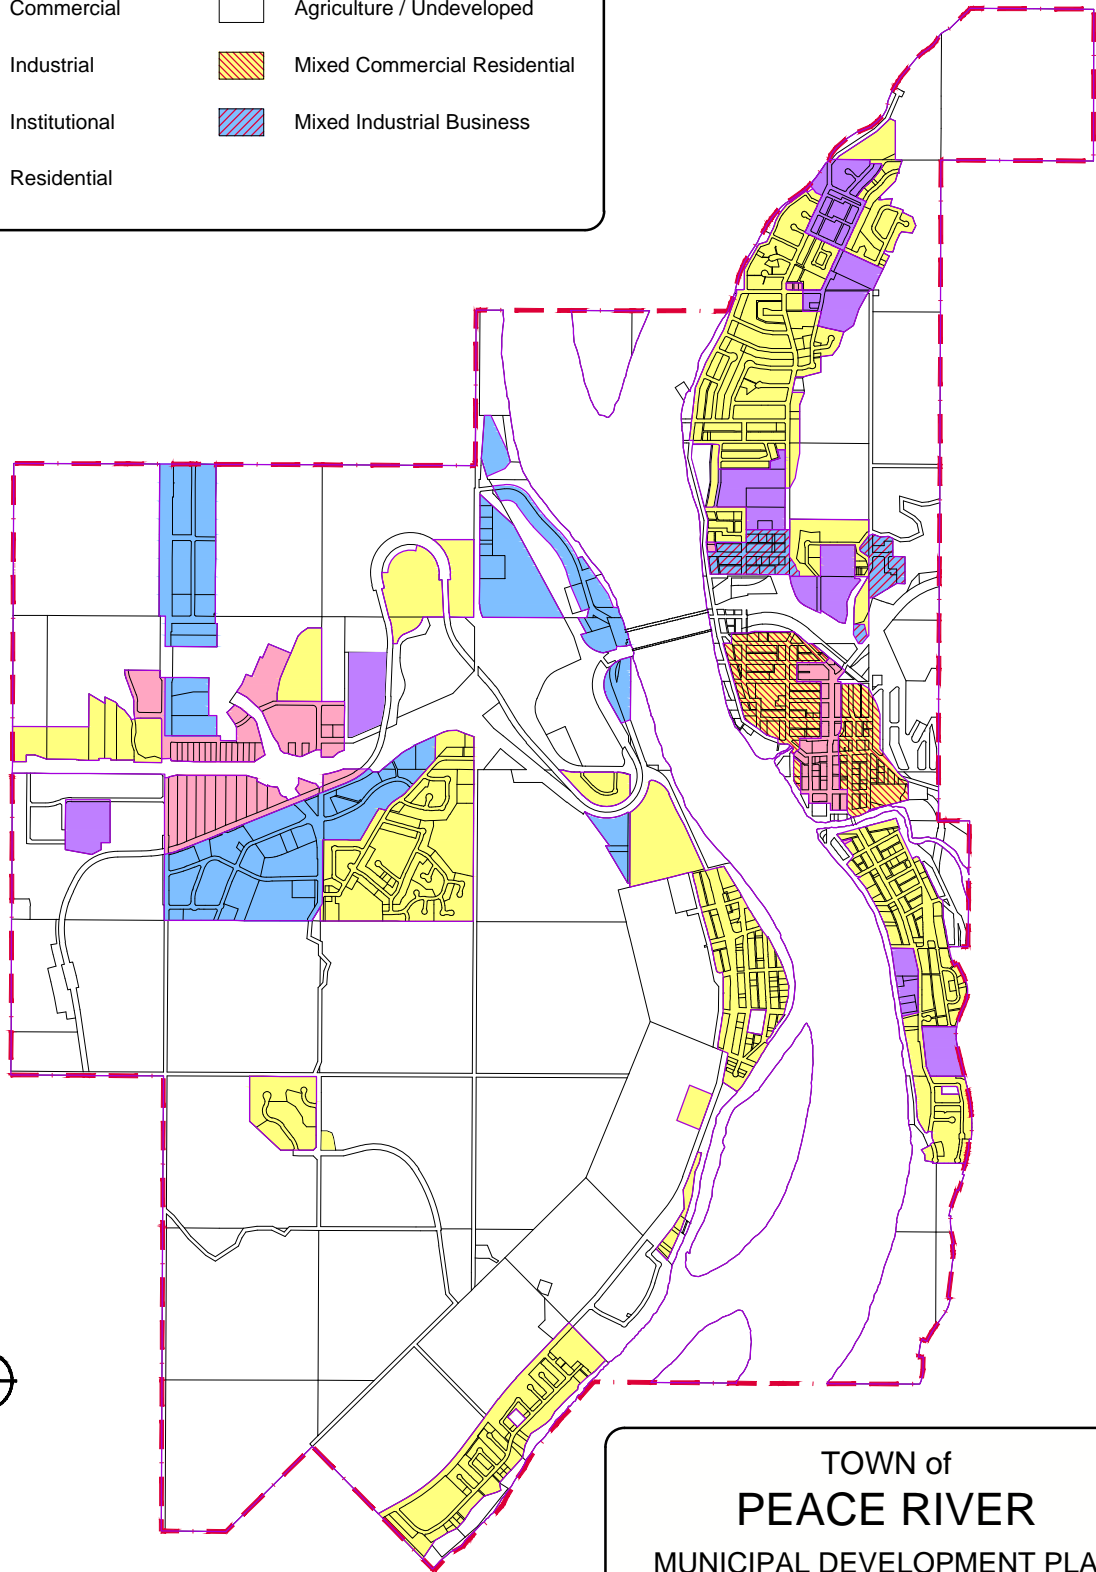 Commercial
Agriculture / Undeveloped
Industrial
Mixed Commercial Residential
Institutional
Mixed Industrial Business
Residential
TOWN of
PEACE RIVER
MUNICIPAL DEVELOPMENT PLA